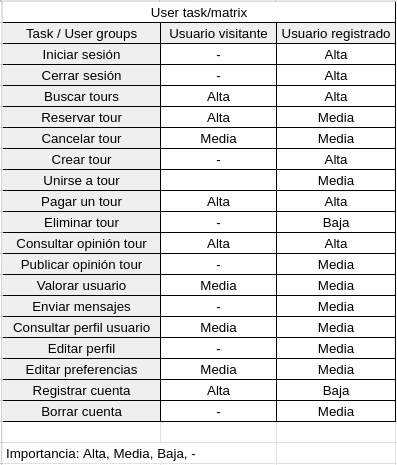 User task/matrix
Task / User groups Usuario visitante Usuario registrado
Iniciar sesión - Alta
Cerrar sesión - Alta
Buscar tours Alta Alta
Reservar tour Alta Media
Cancelar tour Media Media
Crear tour - Alta
Unirse a tour Media
Pagar un tour Alta Alta
Eliminar tour - Baja
Consultar opinión tour Alta Alta
Publicar opinión tour - Media
Valorar usuario Media Media
Enviar mensajes - Media
Consultar perfil usuario Media Media
Editar perfil - Media
Editar preferencias Media Media
Registrar cuenta Alta Baja
Borrar cuenta - Media
Importancia: Alta, Media, Baja, -